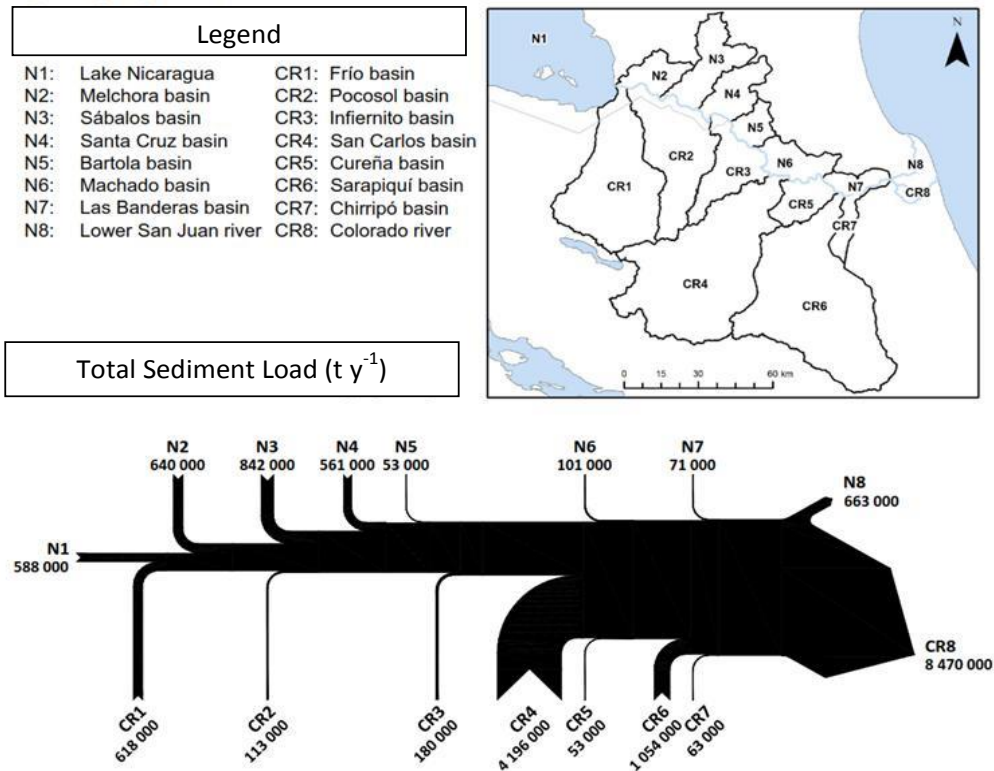 Legend
N1: Lake Nicaragua CR1: Frío basin
N2: Melchora basin CR2: Pocosol basin
N3: Sábalos basin CR3: Infiernito basin
N4: Santa Cruz basin CR4: San Carlos basin
N5: Bartola basin CR5: Cureña basin
N6: Machado basin CR6: Sarapiquí basin
N7: Las Banderas basin CR7: Chirripó basin
N8: Lower San Juan river CR8: Colorado river
N
N1
N2
N3
N4
N5
N6
N7
N8
CR1
CR2
CR3
CR4
CR5
CR6
CR7
CR8
0 15 30 60 km
Total Sediment Load (t y⁻¹)
N2 N3 N4 N5 N6 N7
640 000 842 000 561 000 53 000 101 000 71 000
N8
663 000
N1
588 000
CR8
8 470 000
CR1
618 000
CR2
113 000
CR3
180 000
CR4
4 196 000
CR5
53 000
CR6
1 054 000
CR7
63 000